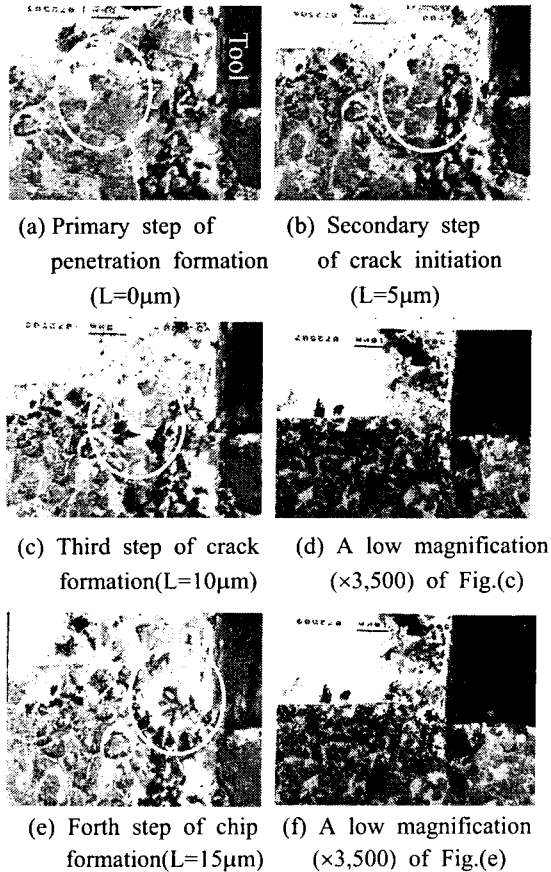 Tool
(a) Primary step of
penetration formation
(L=0μm)
(b) Secondary step
of crack initiation
(L=5μm)
(c) Third step of crack
formation(L=10μm)
(d) A low magnification
(×3,500) of Fig.(c)
(e) Forth step of chip
formation(L=15μm)
(f) A low magnification
(×3,500) of Fig.(e)